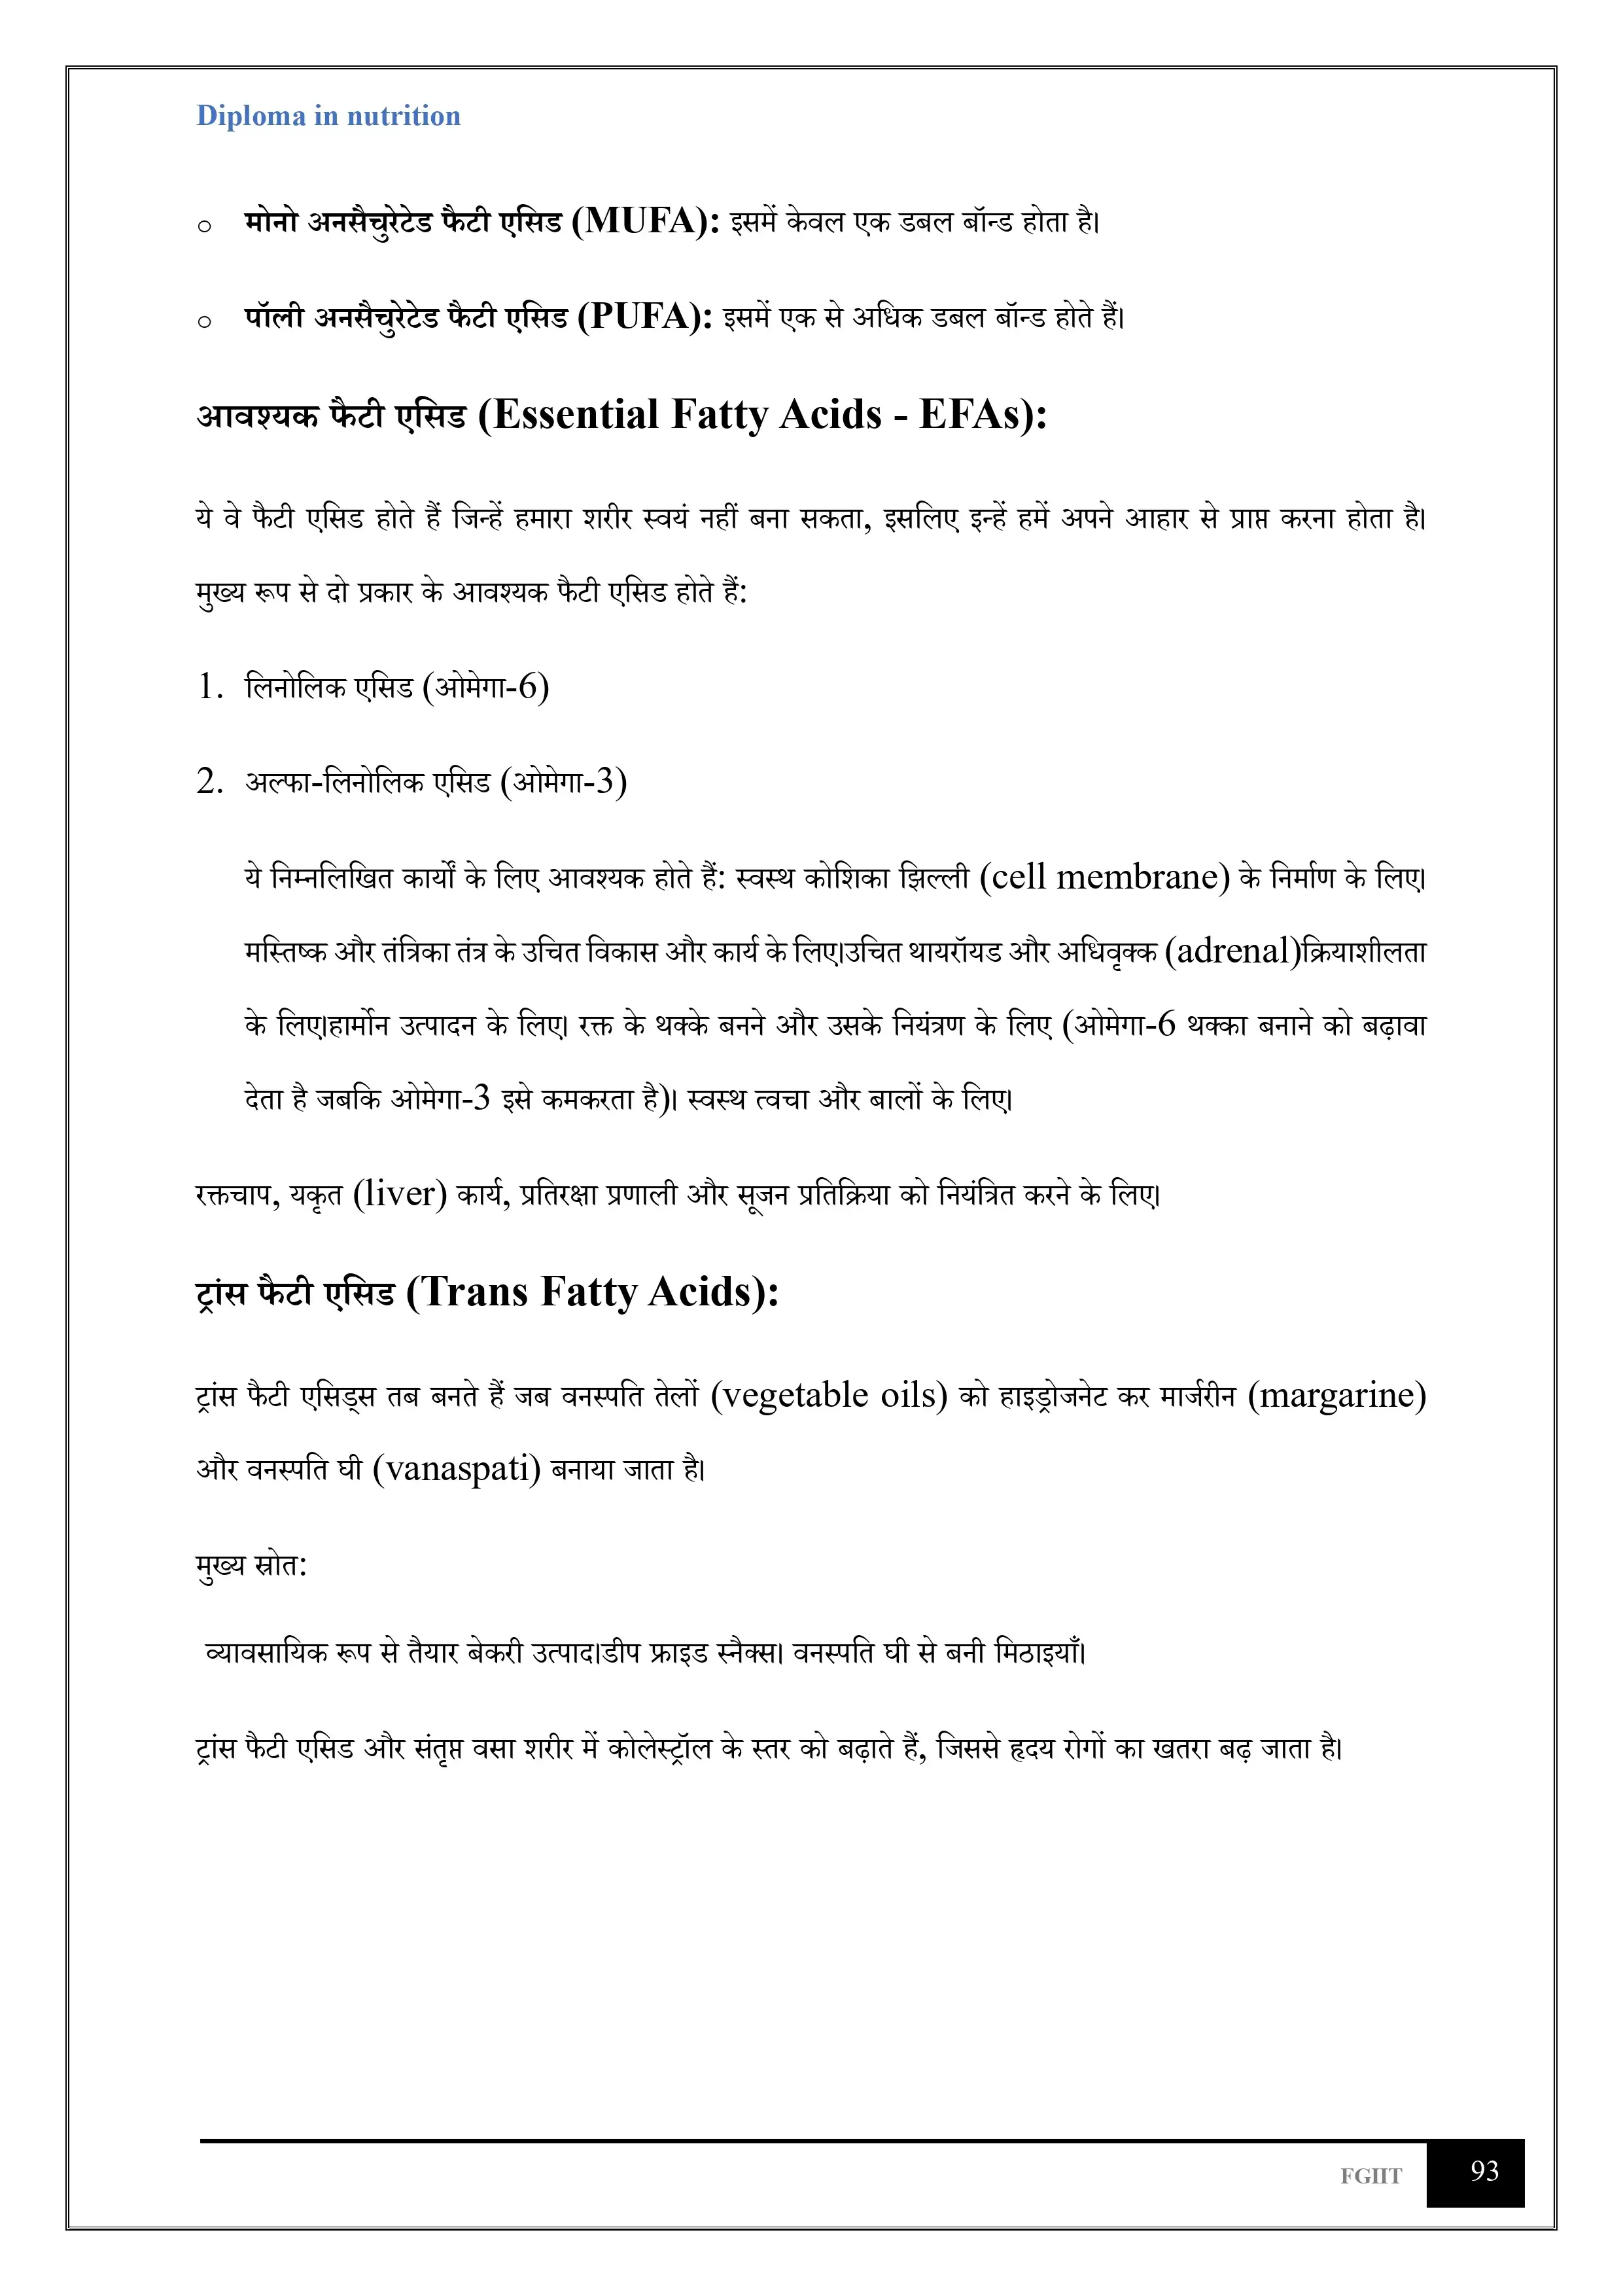 Diploma in nutrition
○ मोनो अनसैचुरेटेड फैटी एसिड (MUFA): इसमें केवल एक डबल बॉन्ड होता है।
○ पॉली अनसैचुरेटेड फैटी एसिड (PUFA): इसमें एक से अधिक डबल बॉन्ड होते हैं।
आवश्यक फैटी एसिड (Essential Fatty Acids - EFAs):
ये वे फैटी एसिड होते हैं जिन्हें हमारा शरीर स्वयं नहीं बना सकता, इसलिए इन्हें हमें अपने आहार से प्राप्त करना होता है।
मुख्य रूप से दो प्रकार के आवश्यक फैटी एसिड होते हैं:
1. लिनोलिक एसिड (ओमेगा-6)
2. अल्फा-लिनोलिक एसिड (ओमेगा-3)
ये निम्नलिखित कार्यों के लिए आवश्यक होते हैं: स्वस्थ कोशिका झिल्ली (cell membrane) के निर्माण के लिए।
मस्तिष्क और तंत्रिका तंत्र के उचित विकास और कार्य के लिए।उचित थायरॉयड और अधिवृक्क (adrenal)क्रियाशीलता
के लिए।हार्मोन उत्पादन के लिए। रक्त के थक्के बनने और उसके नियंत्रण के लिए (ओमेगा-6 थक्का बनाने को बढ़ावा
देता है जबकि ओमेगा-3 इसे कमकरता है)। स्वस्थ त्वचा और बालों के लिए।
रक्तचाप, यकृत (liver) कार्य, प्रतिरक्षा प्रणाली और सूजन प्रतिक्रिया को नियंत्रित करने के लिए।
ट्रांस फैटी एसिड (Trans Fatty Acids):
ट्रांस फैटी एसिड्स तब बनते हैं जब वनस्पति तेलों (vegetable oils) को हाइड्रोजनेट कर मार्जरीन (margarine)
और वनस्पति घी (vanaspati) बनाया जाता है।
मुख्य स्रोत:
व्यावसायिक रूप से तैयार बेकरी उत्पाद।डीप फ्राइड स्नैक्स। वनस्पति घी से बनी मिठाइयाँ।
ट्रांस फैटी एसिड और संतृप्त वसा शरीर में कोलेस्ट्रॉल के स्तर को बढ़ाते हैं, जिससे हृदय रोगों का खतरा बढ़ जाता है।
FGIIT 93